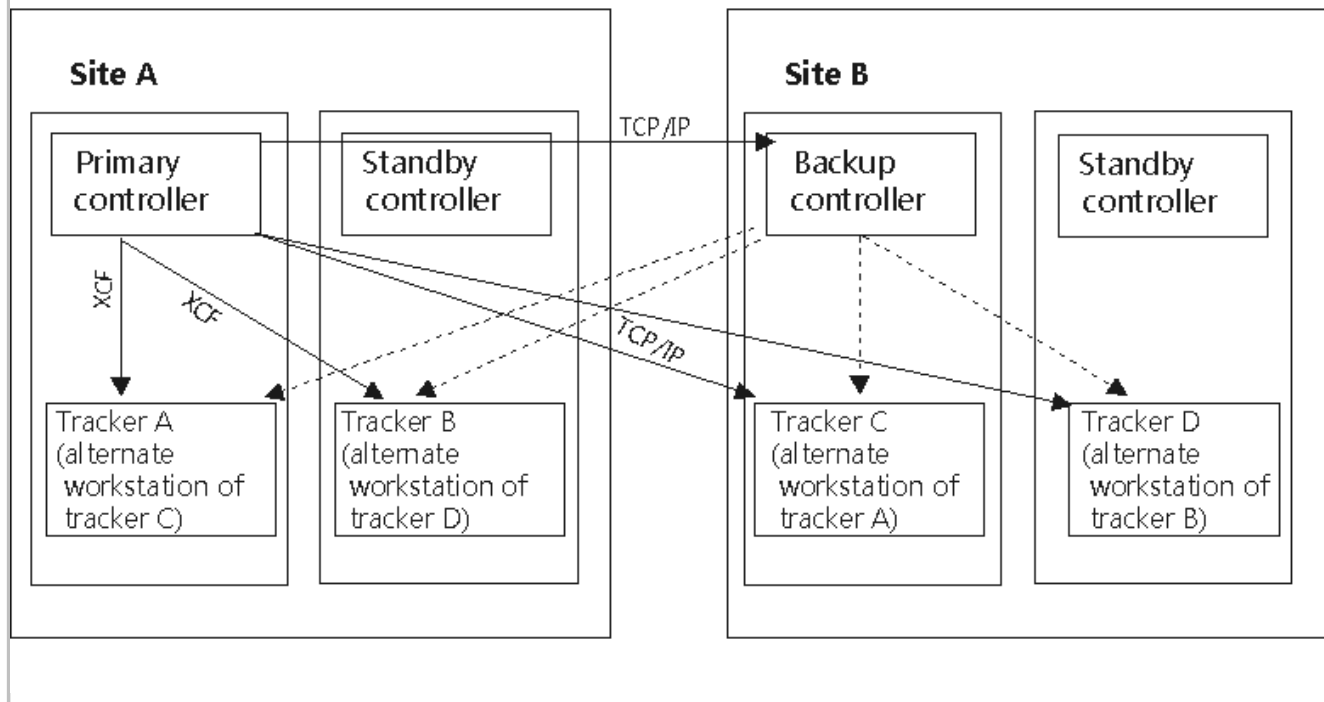 Site A
Site B
TCP/IP
Primary
controller
Standby
controller
Backup
controller
Standby
controller
XCF
XCF
TCP/IP
Tracker A
(alternate
workstation of
tracker C)
Tracker B
(alternate
workstation of
tracker D)
Tracker C
(alternate
workstation of
tracker A)
Tracker D
(alternate
workstation of
tracker B)